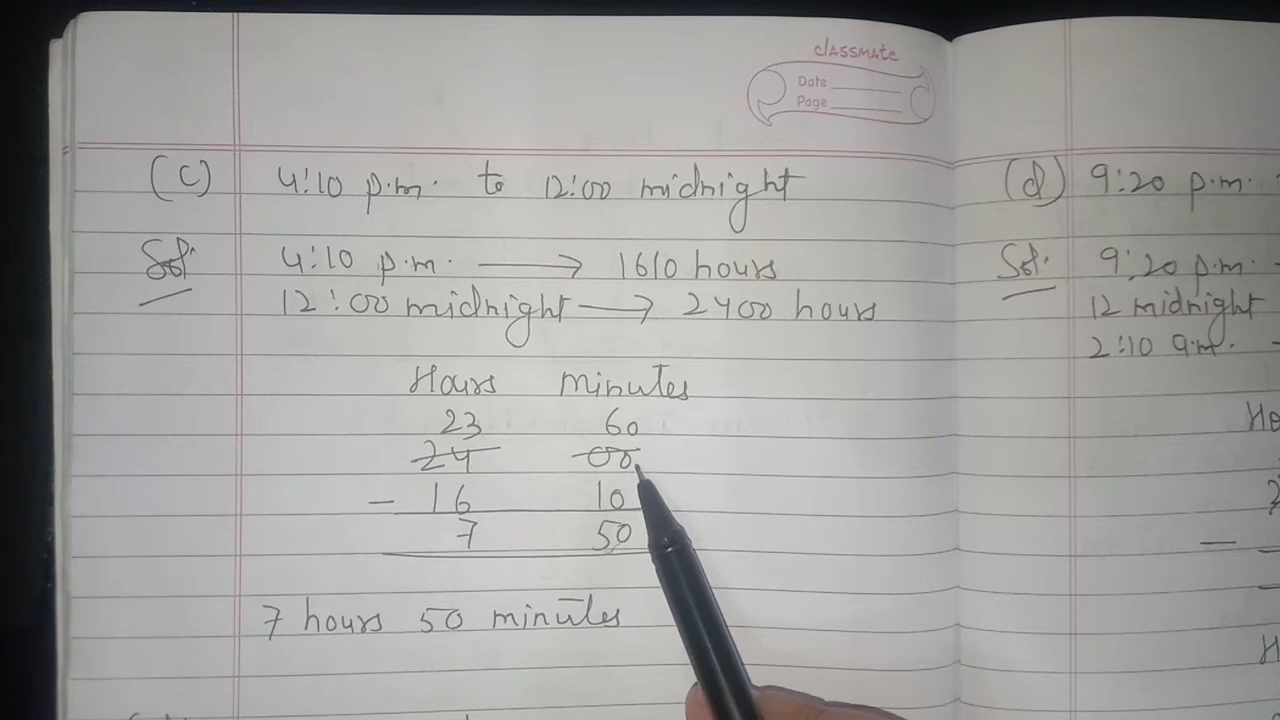 classmate
Date
Page
(c) 4:10 p.m. to 12:00 midnight
Sol. 4:10 p.m. → 1610 hours
12:00 midnight → 2400 hours
Hours minutes
23 60
24 00
- 16 10
7 50
7 hours 50 minutes
(d) 9:20 p.m.
Sol. 9:20 p.m.
12 midnight
2:10 a.m.